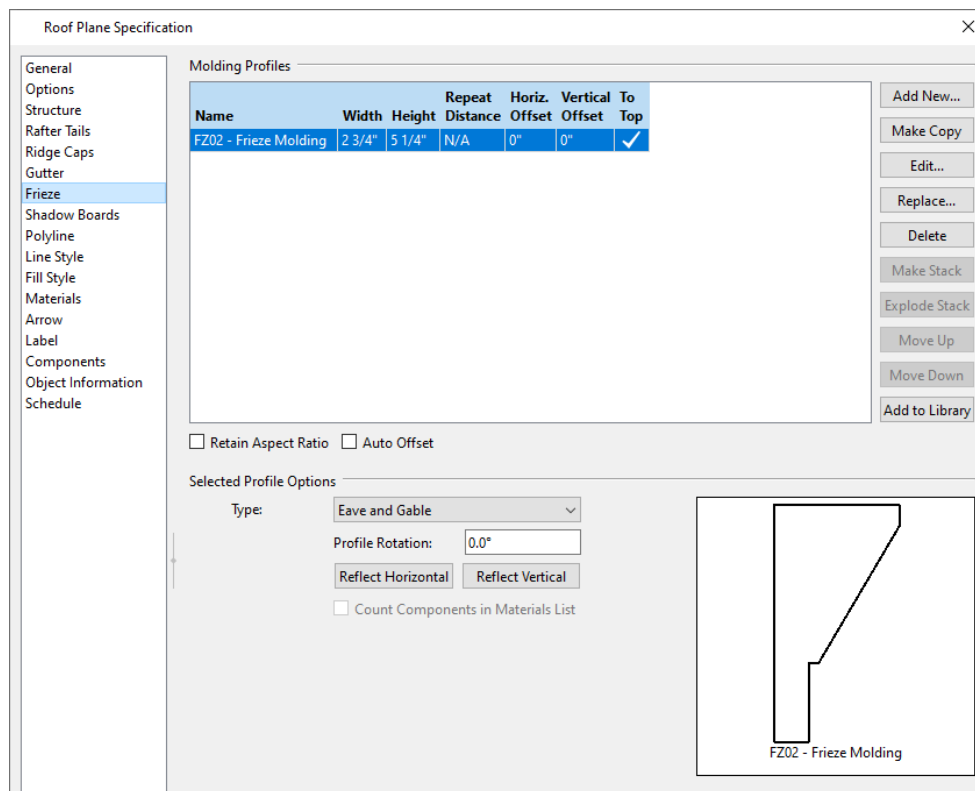 Roof Plane Specification
General
Options
Structure
Rafter Tails
Ridge Caps
Gutter
Frieze
Shadow Boards
Polyline
Line Style
Fill Style
Materials
Arrow
Label
Components
Object Information
Schedule
Molding Profiles
Repeat Horiz. Vertical To
Name Width Height Distance Offset Offset Top
FZ02 - Frieze Molding 2 3/4" 5 1/4" N/A 0" 0"
Add New...
Make Copy
Edit...
Replace...
Delete
Make Stack
Explode Stack
Move Up
Move Down
Add to Library
Retain Aspect Ratio Auto Offset
Selected Profile Options
Type: Eave and Gable
Profile Rotation: 0.0°
Reflect Horizontal Reflect Vertical
Count Components in Materials List
FZ02 - Frieze Molding